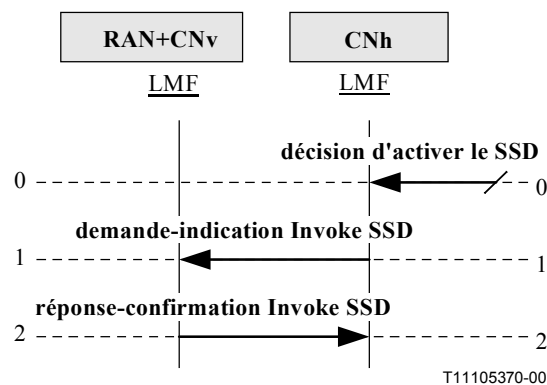 RAN+CNv CNh
LMF LMF
décision d'activer le SSD
0 0
demande-indication Invoke SSD
1 1
réponse-confirmation Invoke SSD
2 2
T11105370-00